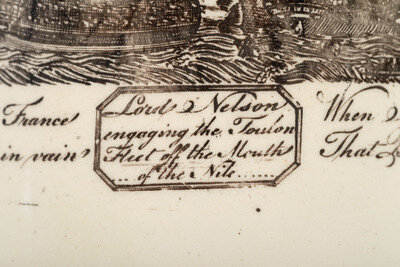 France
in vain
Lord Nelson
engaging the Toulon
Fleet off the Mouth
... of the Nile ......
When
That